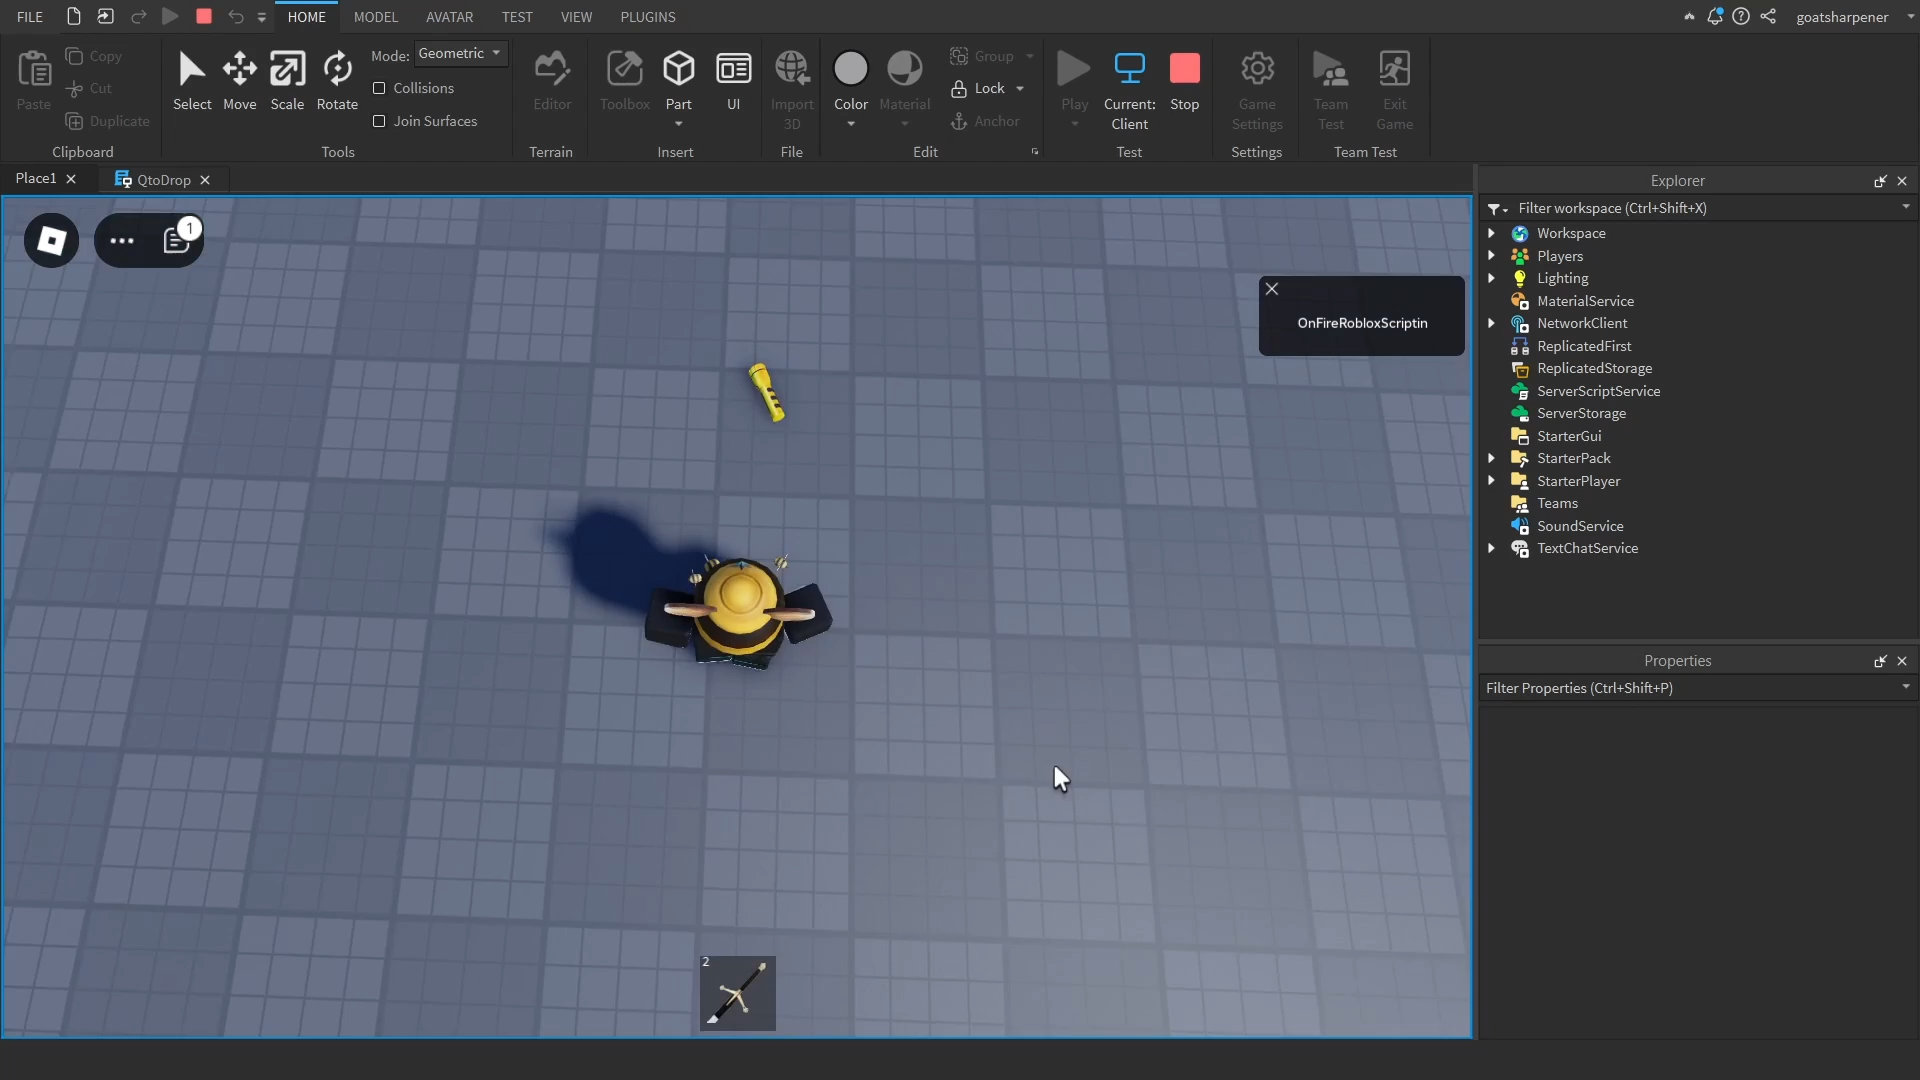 FILE HOME MODEL AVATAR TEST VIEW PLUGINS goatsharpener
Paste Copy Cut Duplicate
Clipboard
Select Move Scale Rotate
Mode: Geometric
Collisions
Join Surfaces
Tools
Editor
Terrain
Toolbox Part UI
Insert
Import
3D
File
Color Material
Group
Lock
Anchor
Edit
Play Current:
Client
Stop
Test
Game
Settings
Settings
Team
Test
Exit
Game
Team Test
Place1 QtoDrop
1
OnFireRobloxScriptin
2
Explorer
Filter workspace (Ctrl+Shift+X)
Workspace
Players
Lighting
MaterialService
NetworkClient
ReplicatedFirst
ReplicatedStorage
ServerScriptService
ServerStorage
StarterGui
StarterPack
StarterPlayer
Teams
SoundService
TextChatService
Properties
Filter Properties (Ctrl+Shift+P)